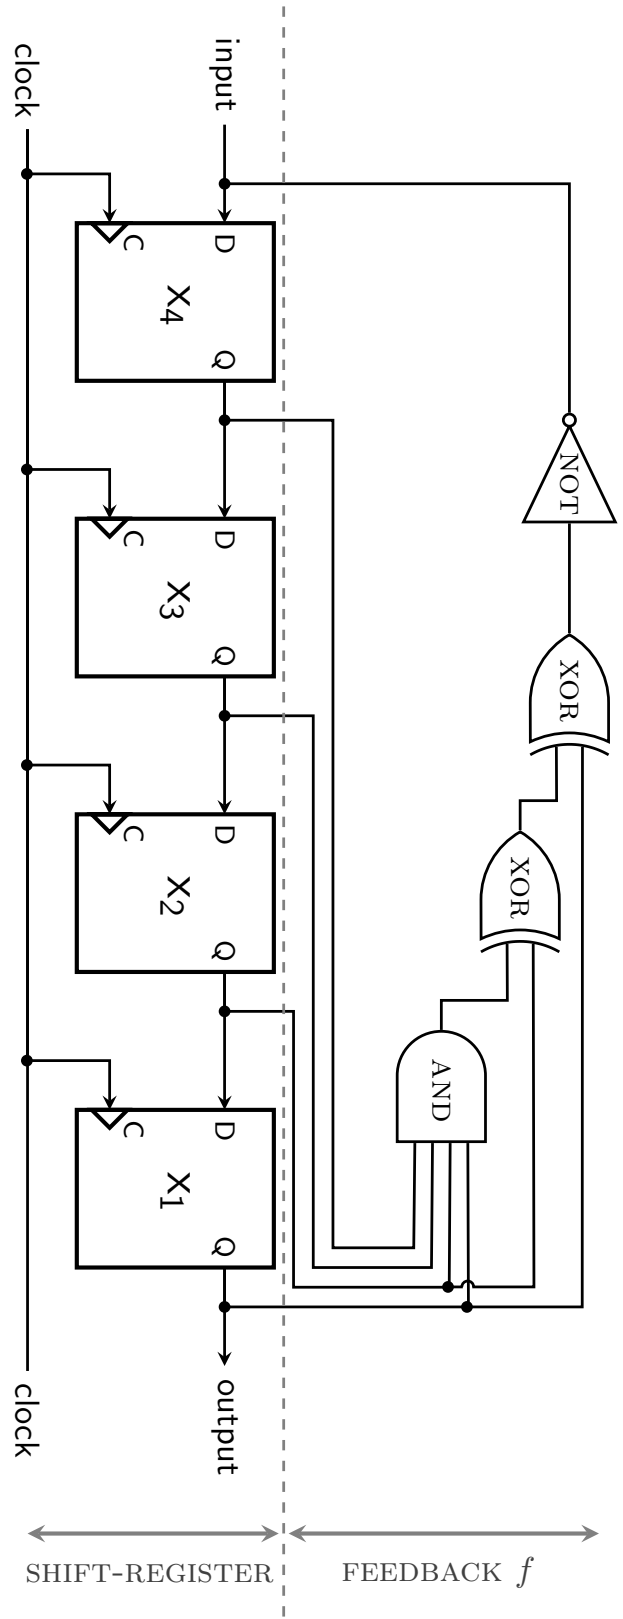 clock
input
D
C
X4
Q
NOT
D
C
X3
Q
XOR
D
C
X2
Q
XOR
AND
D
C
X1
Q
clock
output
SHIFT-REGISTER
FEEDBACK f